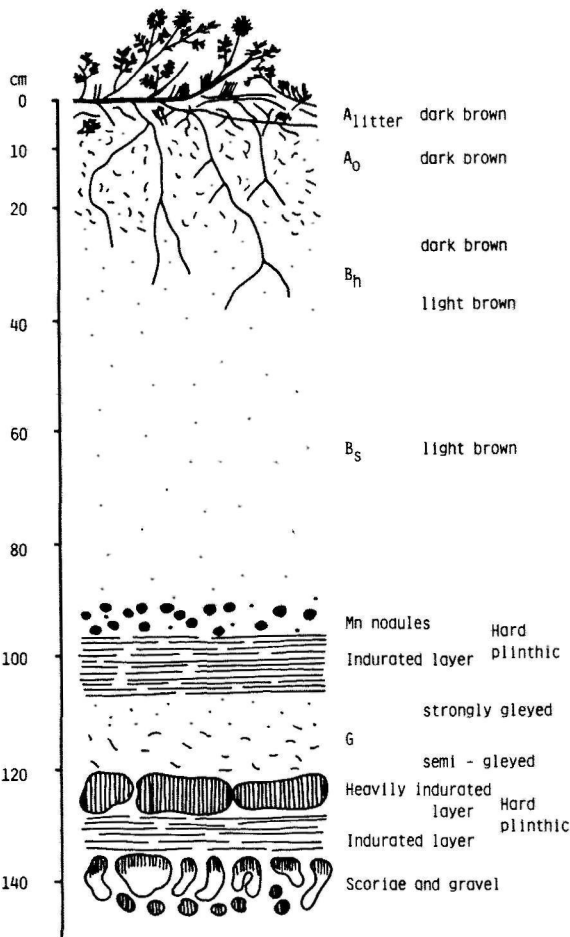 cm
0
10
20
40
60
80
100
120
140
A litter dark brown
Ao dark brown
dark brown
Bh
light brown
Bs light brown
Mn nodules
Hard
plinthic
Indurated layer
strongly gleyed
G
semi - gleyed
Heavily indurated
layer
Hard
plinthic
Indurated layer
Scoriae and gravel